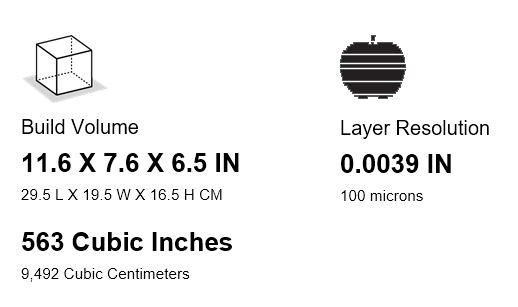 Build Volume
11.6 X 7.6 X 6.5 IN
29.5 L X 19.5 W X 16.5 H CM
563 Cubic Inches
9,492 Cubic Centimeters
Layer Resolution
0.0039 IN
100 microns